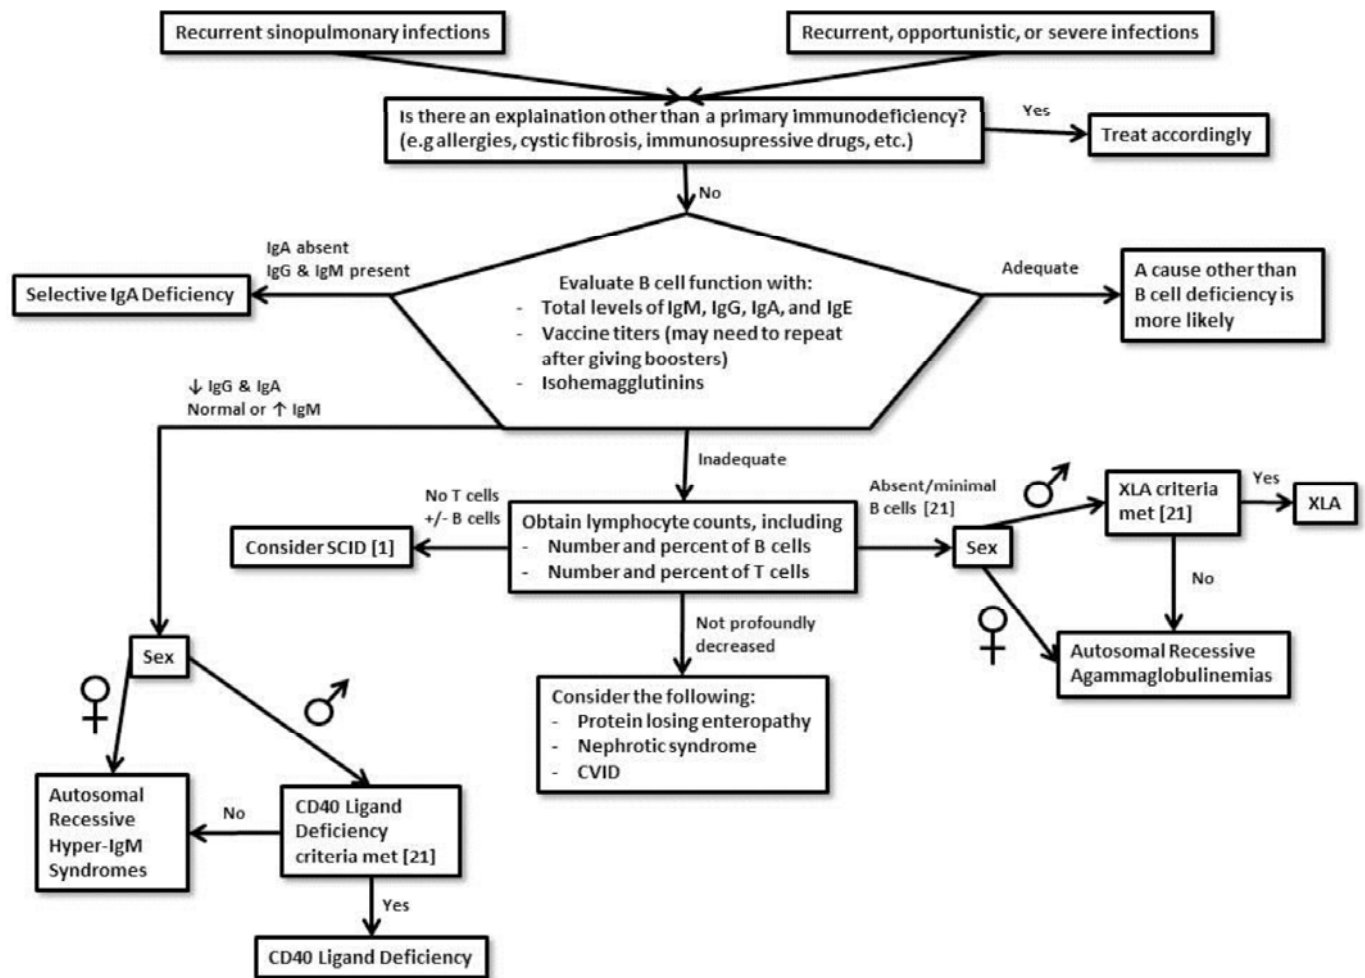 Recurrent sinopulmonary infections
Recurrent, opportunistic, or severe infections
Is there an explaination other than a primary immunodeficiency?
(e.g allergies, cystic fibrosis, immunosupressive drugs, etc.)
Yes
Treat accordingly
No
IgA absent
IgG & IgM present
Selective IgA Deficiency
Evaluate B cell function with:
- Total levels of IgM, IgG, IgA, and IgE
- Vaccine titers (may need to repeat
after giving boosters)
- Isohemagglutinins
Adequate
A cause other than
B cell deficiency is
more likely
↓ IgG & IgA
Normal or ↑ IgM
Inadequate
No T cells
+/- B cells
Consider SCID [1]
Obtain lymphocyte counts, including
- Number and percent of B cells
- Number and percent of T cells
Absent/minimal
B cells [21]
Sex
♂
XLA criteria
met [21]
Yes
XLA
No
♀
Autosomal Recessive
Agammaglobulinemias
Not profoundly
decreased
Consider the following:
- Protein losing enteropathy
- Nephrotic syndrome
- CVID
Sex
♀
♂
Autosomal
Recessive
Hyper-IgM
Syndromes
No
CD40 Ligand
Deficiency
criteria met [21]
Yes
CD40 Ligand Deficiency